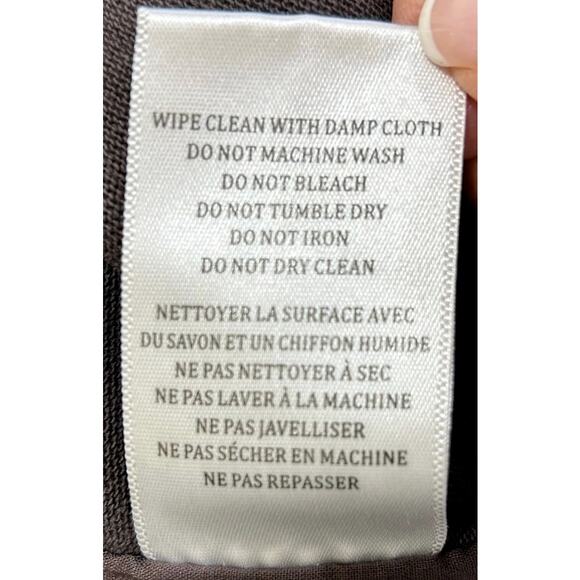 WIPE CLEAN WITH DAMP CLOTH
DO NOT MACHINE WASH
DO NOT BLEACH
DO NOT TUMBLE DRY
DO NOT IRON
DO NOT DRY CLEAN
NETTOYER LA SURFACE AVEC
DU SAVON ET UN CHIFFON HUMIDE
NE PAS NETTOYER À SEC
NE PAS LAVER À LA MACHINE
NE PAS JAVELLISER
NE PAS SÉCHER EN MACHINE
NE PAS REPASSER